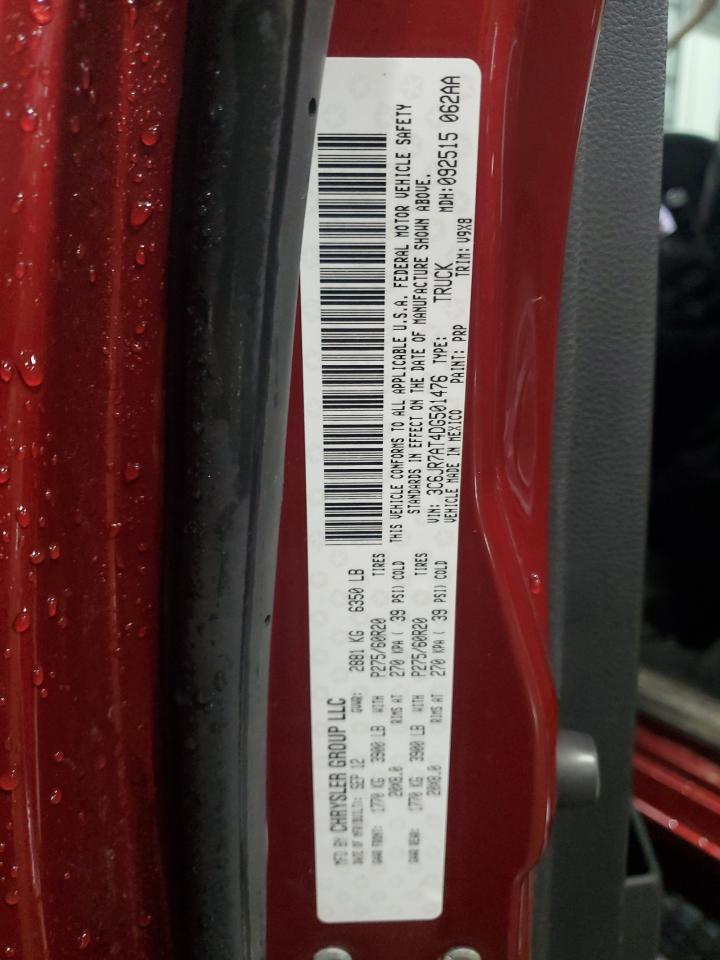 MFD BY CHRYSLER GROUP LLC
DATE OF MFR(BUILT): SEP 12 GVWR: 2881 KG 6350 LB
GAWR FRONT: 1770 KG 3900 LB WITH P275/60R20 TIRES
20X8.0 RIMS AT 270 KPA ( 39 PSI) COLD
GAWR REAR: 1770 KG 3900 LB WITH P275/60R20 TIRES
20X8.0 RIMS AT 270 KPA ( 39 PSI) COLD
THIS VEHICLE CONFORMS TO ALL APPLICABLE U.S.A. FEDERAL MOTOR VEHICLE SAFETY
STANDARDS IN EFFECT ON THE DATE OF MANUFACTURE SHOWN ABOVE.
VIN: 3C6JR7AT4DG501476 TYPE: TRUCK MDH:092515 062AA
VEHICLE MADE IN MEXICO PAINT: PRP TRIM: V9X8